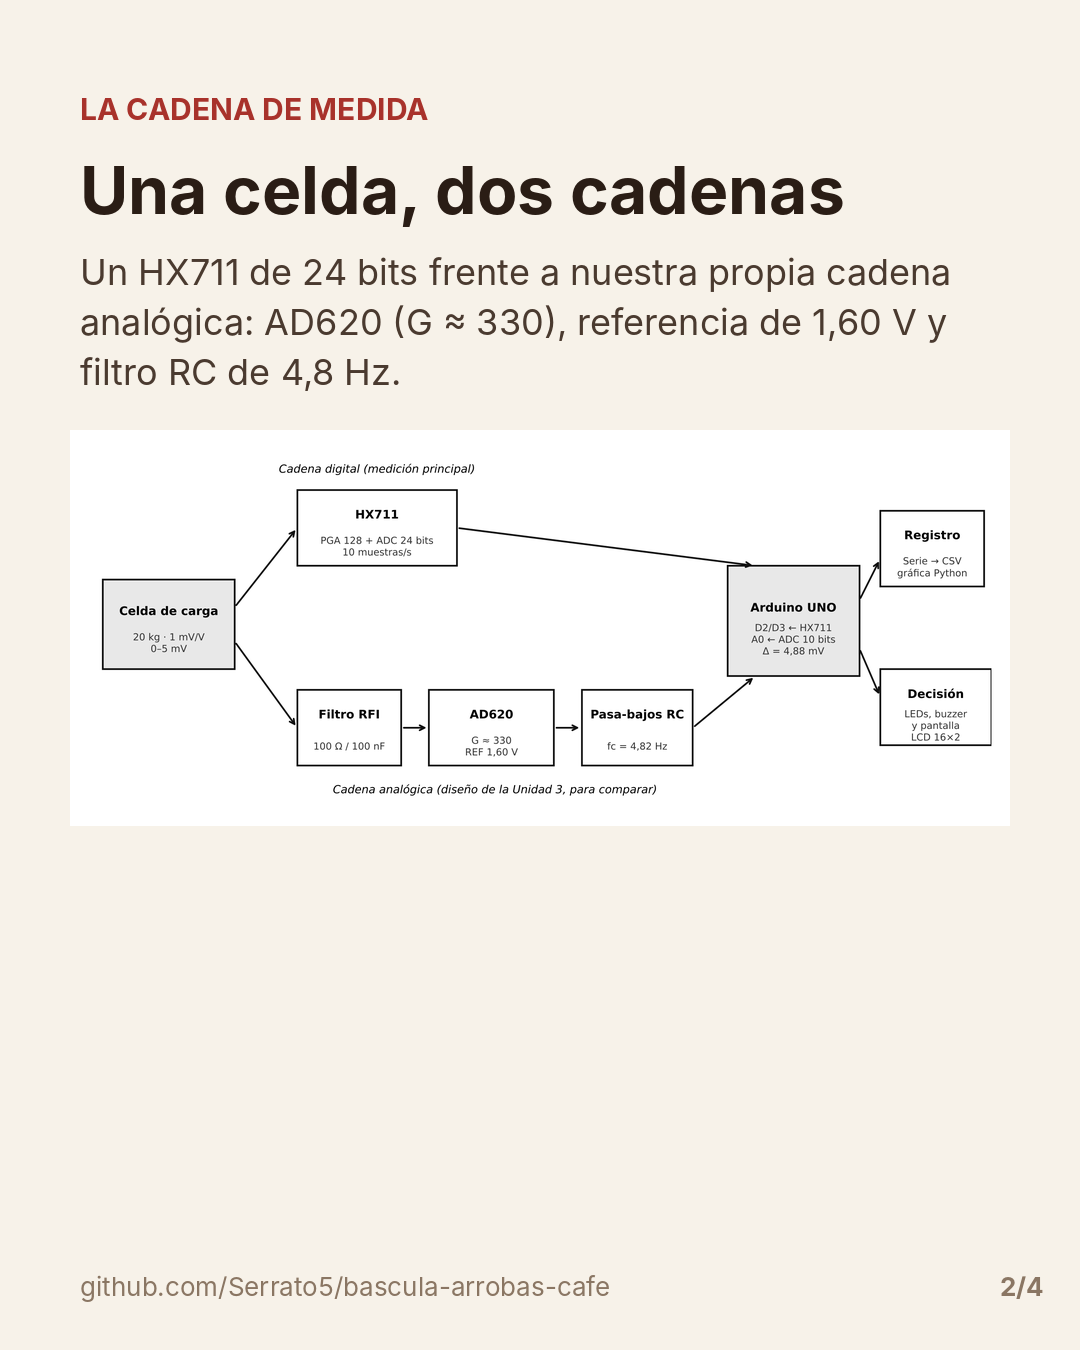 LA CADENA DE MEDIDA
Una celda, dos cadenas
Un HX711 de 24 bits frente a nuestra propia cadena
analógica: AD620 (G ≈ 330), referencia de 1,60 V y
filtro RC de 4,8 Hz.
Cadena digital (medición principal)
HX711
PGA 128 + ADC 24 bits
10 muestras/s
Celda de carga
20 kg · 1 mV/V
0–5 mV
Filtro RFI
100 Ω / 100 nF
AD620
G ≈ 330
REF 1,60 V
Pasa-bajos RC
fc = 4,82 Hz
Cadena analógica (diseño de la Unidad 3, para comparar)
Arduino UNO
D2/D3 ← HX711
A0 ← ADC 10 bits
Δ = 4,88 mV
Registro
Serie → CSV
gráfica Python
Decisión
LEDs, buzzer
y pantalla
LCD 16×2
github.com/Serrato5/bascula-arrobas-cafe
2/4